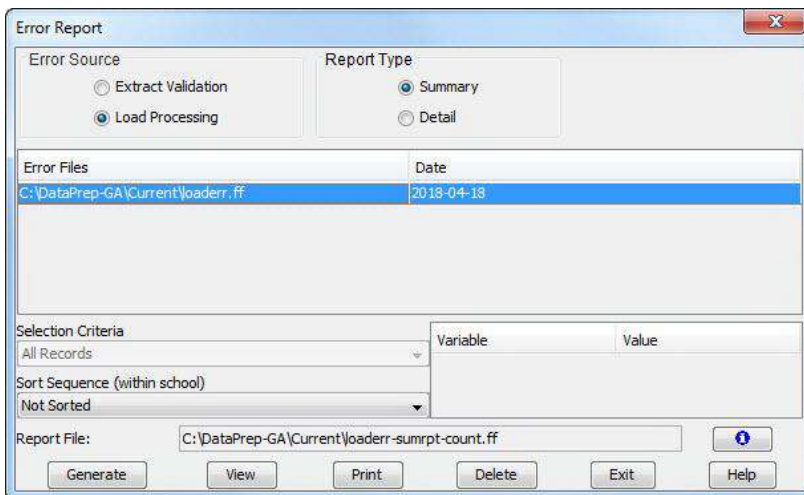 Error Report
Error Source Report Type
Extract Validation Summary
Load Processing Detail
Error Files Date
C:\DataPrep-GA\Current\loaderr.ff 2018-04-18
Selection Criteria
Variable Value
All Records
Sort Sequence (within school)
Not Sorted
Report File: C:\DataPrep-GA\Current\loaderr-sumrpt-count.ff
Generate View Print Delete Exit Help